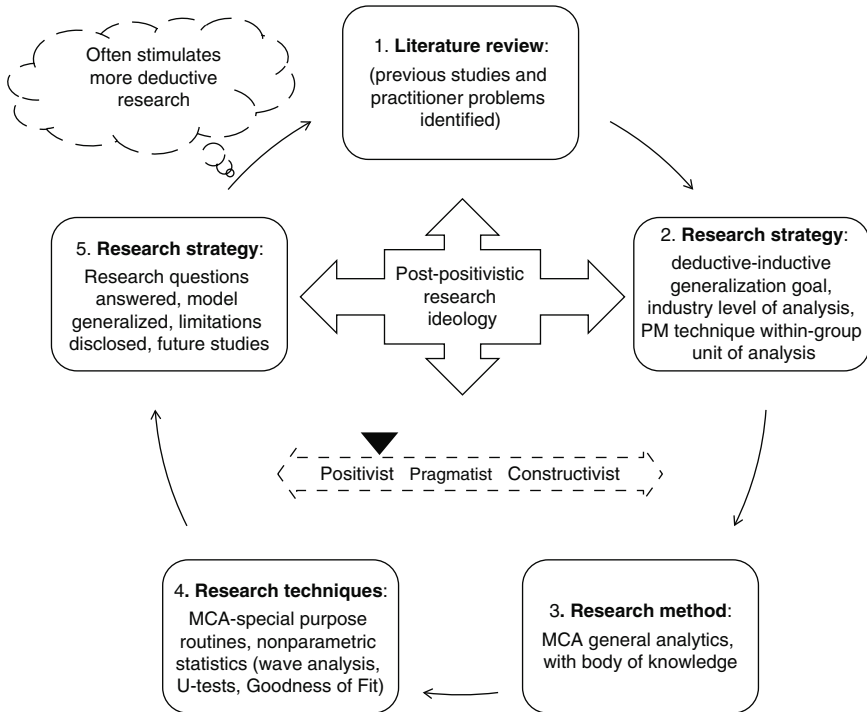 Often stimulates
more deductive
research
1. Literature review:
(previous studies and
practitioner problems
identified)
2. Research strategy:
deductive-inductive
generalization goal,
industry level of analysis,
PM technique within-group
unit of analysis
5. Research strategy:
Research questions
answered, model
generalized, limitations
disclosed, future studies
Post-positivistic
research
ideology
Positivist Pragmatist Constructivist
4. Research techniques:
MCA-special purpose
routines, nonparametric
statistics (wave analysis,
U-tests, Goodness of Fit)
3. Research method:
MCA general analytics,
with body of knowledge